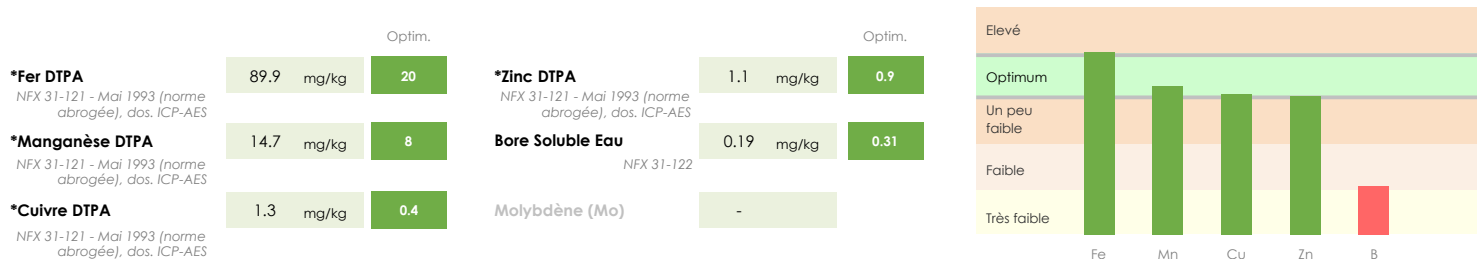 Optim.
*Fer DTPA 89.9 mg/kg 20
NFX 31-121 - Mai 1993 (norme
abrogée), dos. ICP-AES
*Manganèse DTPA 14.7 mg/kg 8
NFX 31-121 - Mai 1993 (norme
abrogée), dos. ICP-AES
*Cuivre DTPA 1.3 mg/kg 0.4
NFX 31-121 - Mai 1993 (norme
abrogée), dos. ICP-AES
Optim.
*Zinc DTPA 1.1 mg/kg 0.9
NFX 31-121 - Mai 1993 (norme
abrogée), dos. ICP-AES
Bore Soluble Eau 0.19 mg/kg 0.31
NFX 31-122
Molybdène (Mo) -
Elevé
Optimum
Un peu
faible
Faible
Très faible
Fe Mn Cu Zn B